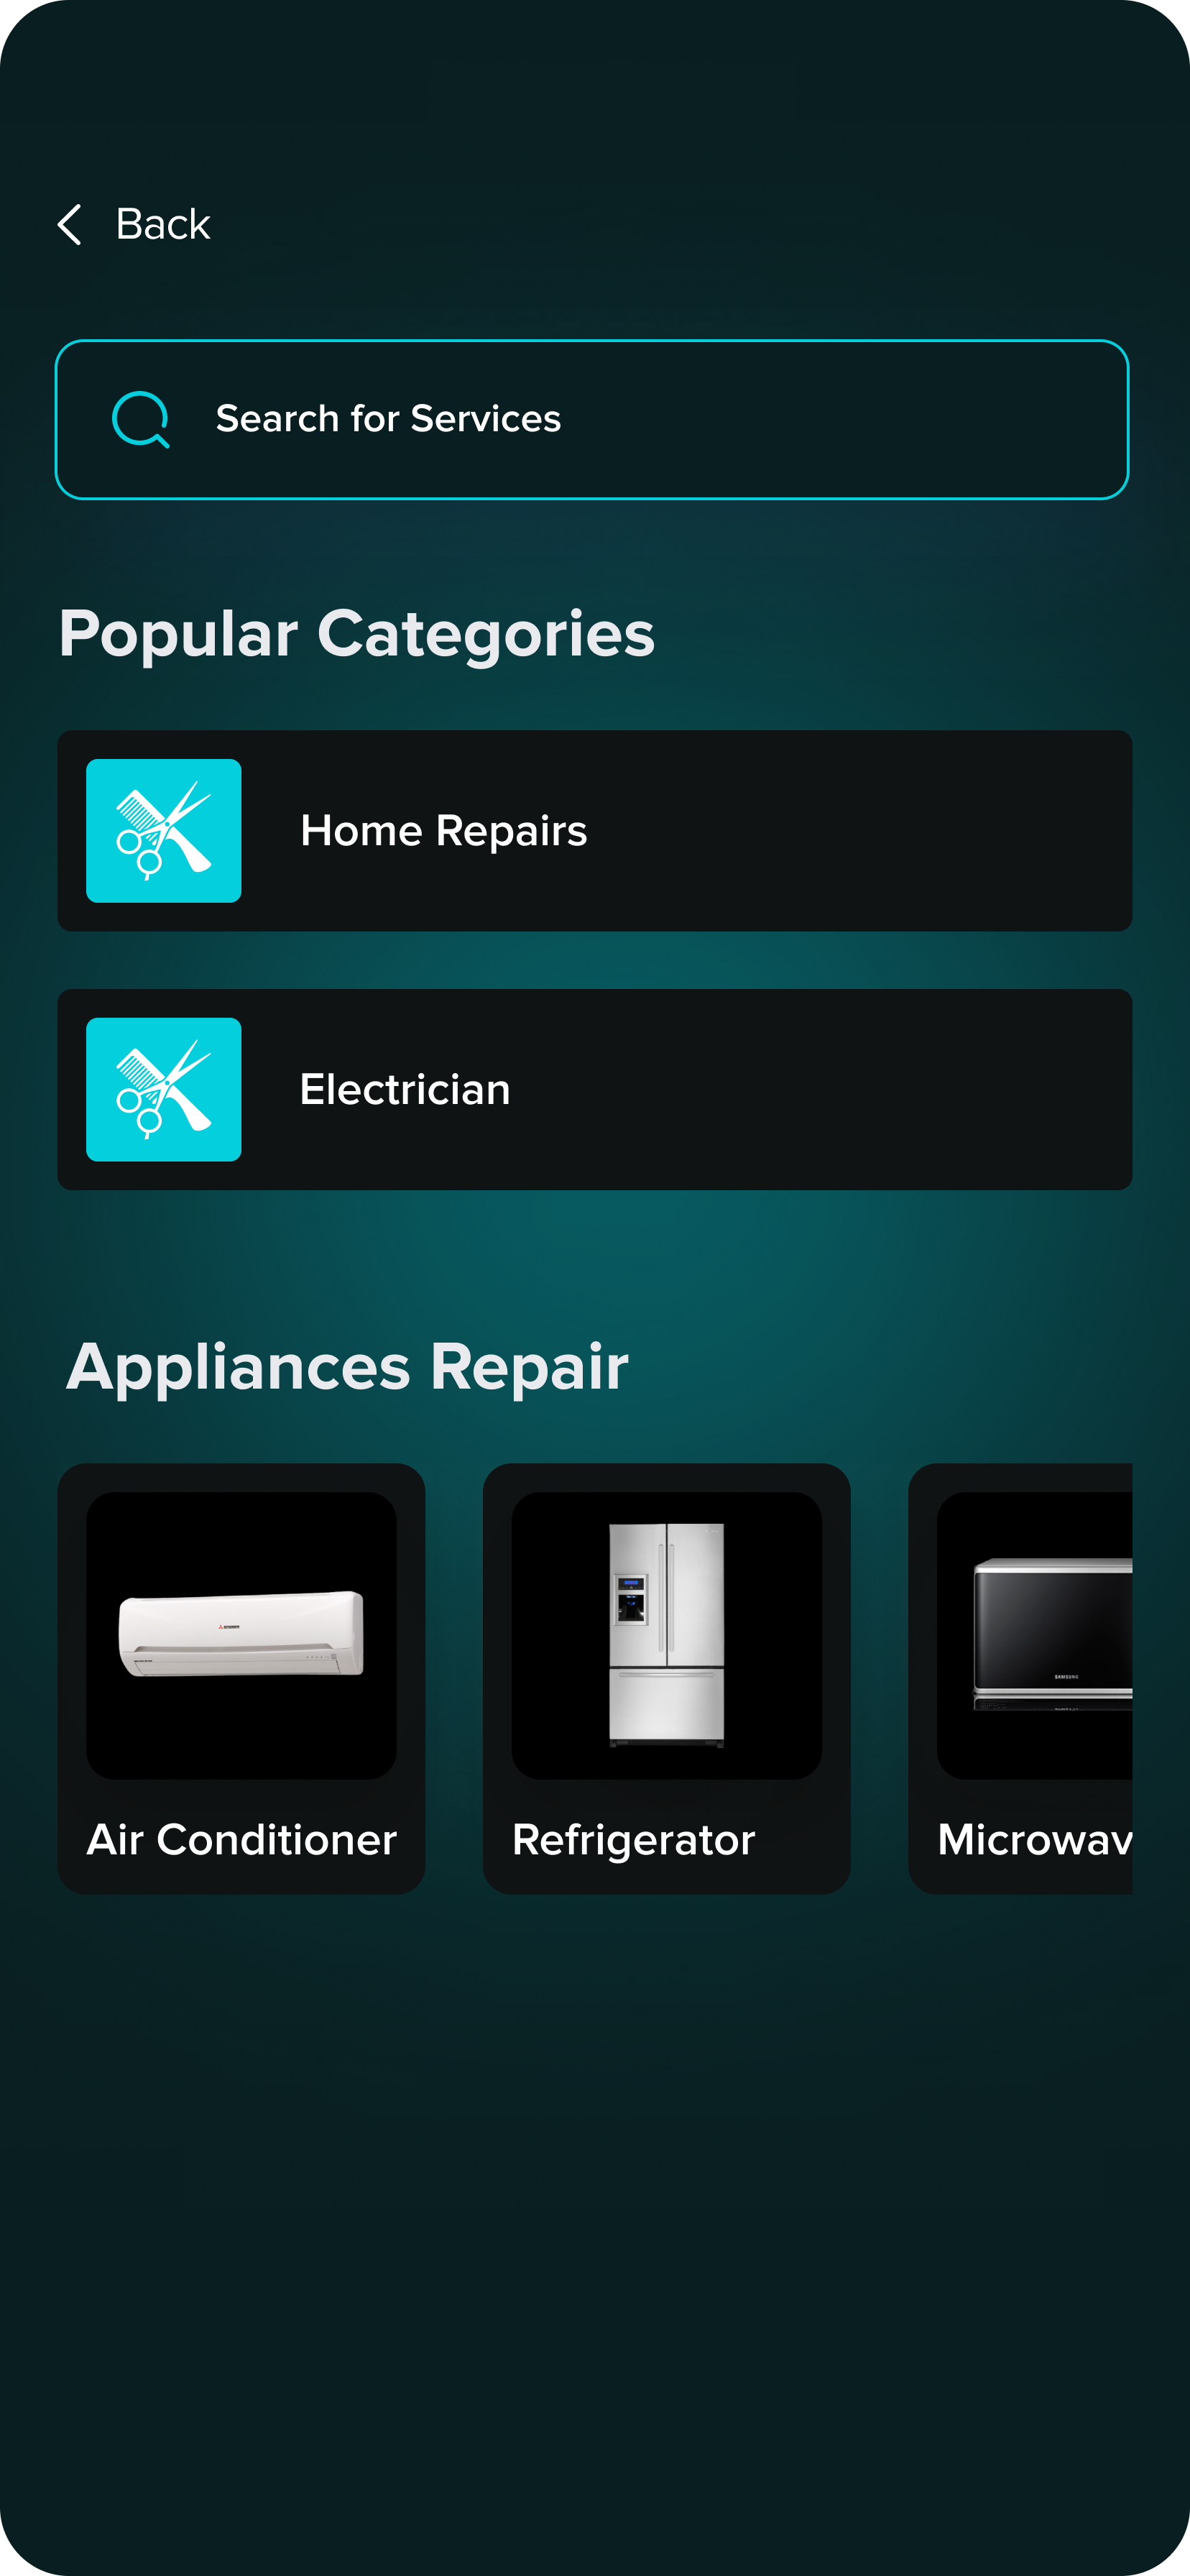 Back
Search for Services
Popular Categories
Home Repairs
Electrician
Appliances Repair
Air Conditioner
Refrigerator
SAMSUNG
Microwav